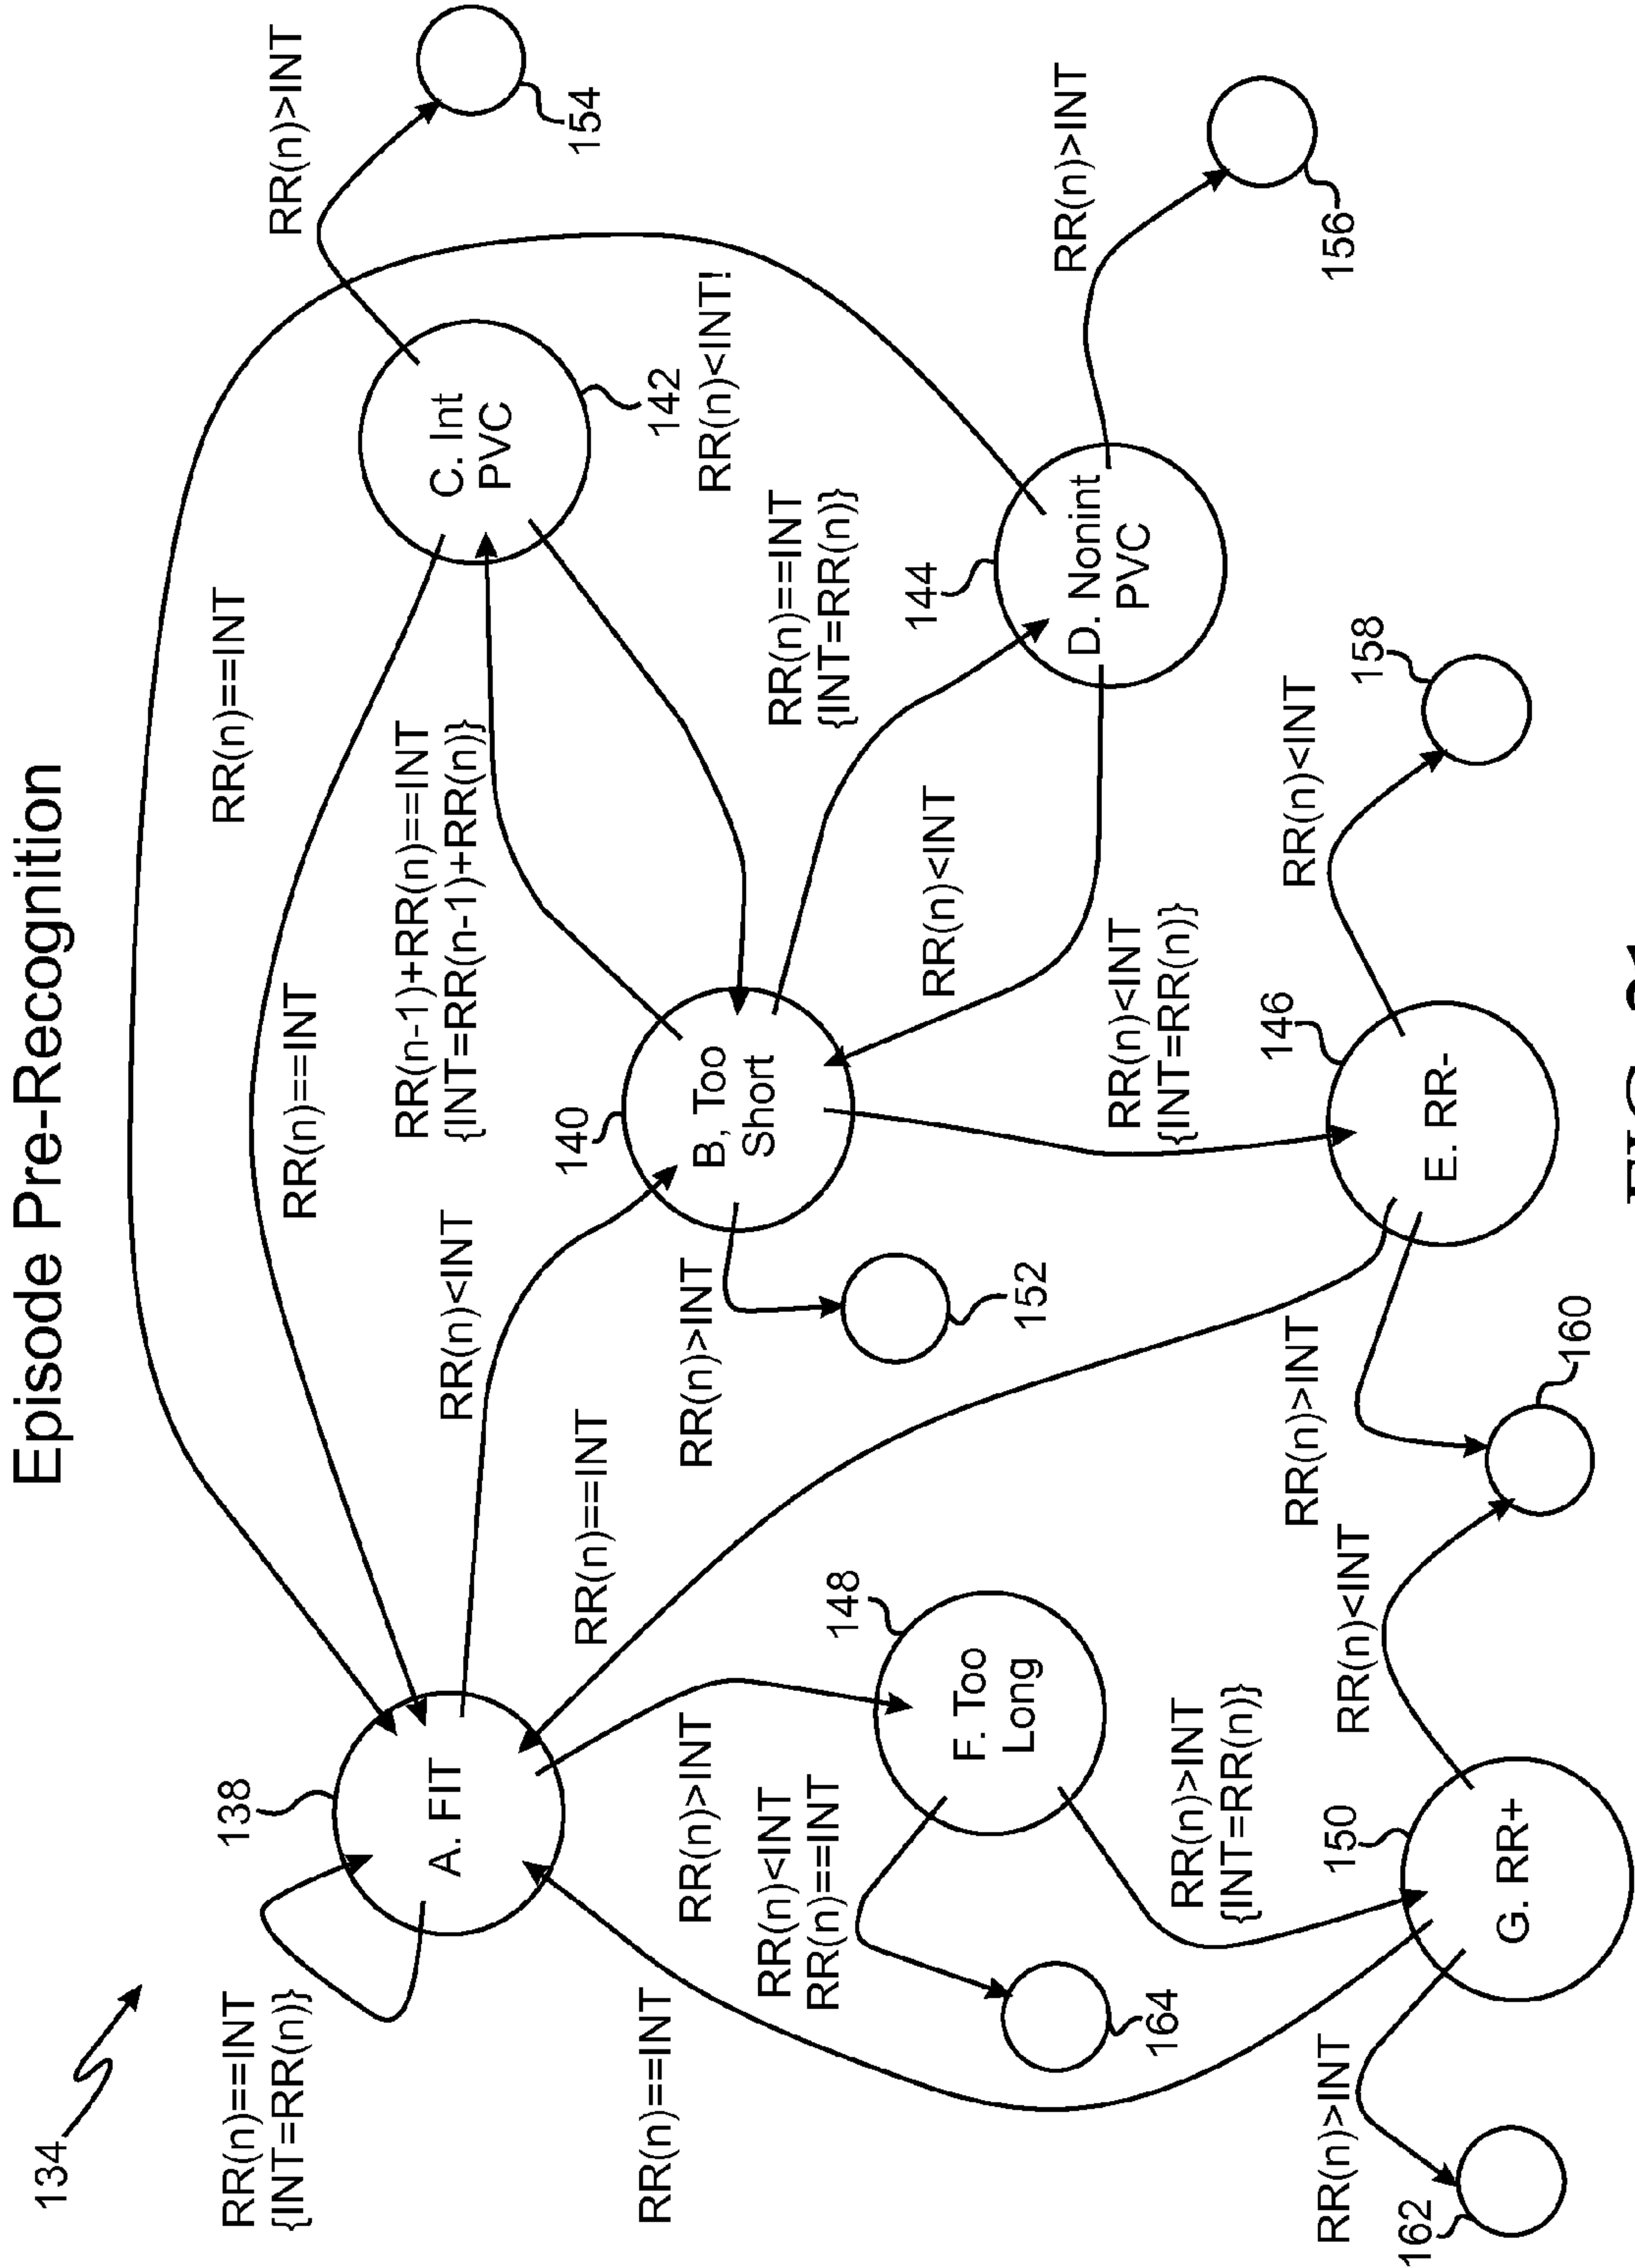 Episode Pre-Recognition
134
RR(n)==INT
{INT=RR(n)}
138
A. FIT
RR(n)==INT
RR(n)==INT
RR(n)>INT
154
C. Int
PVC
142
RR(n)<INT!
RR(n-1)+RR(n)==INT
{INT=RR(n-1)+RR(n)}
RR(n)<INT
140
B, Too
Short
RR(n)==INT
{INT=RR(n)}
144
D. Nonint
PVC
RR(n)>INT
156
RR(n)<INT
RR(n)>INT
152
RR(n)==INT
RR(n)<INT
{INT=RR(n)}
146
E. RR-
RR(n)<INT
158
RR(n)>INT
160
RR(n)>INT
148
F. Too
Long
RR(n)<INT
RR(n)==INT
164
RR(n)==INT
RR(n)>INT
{INT=RR(n)}
150
G. RR+
RR(n)<INT
RR(n)>INT
162